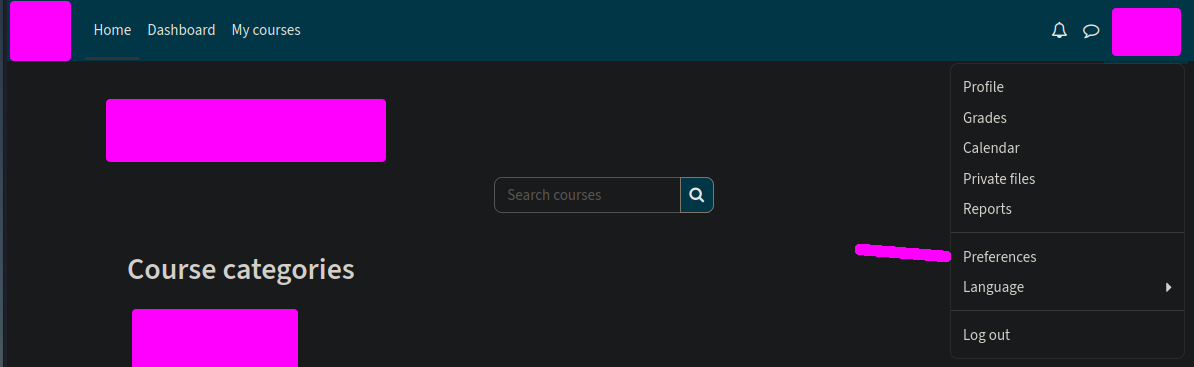 Home Dashboard My courses
Profile
Grades
Calendar
Private files
Search courses
Reports
Preferences
Course categories
Language
Log out